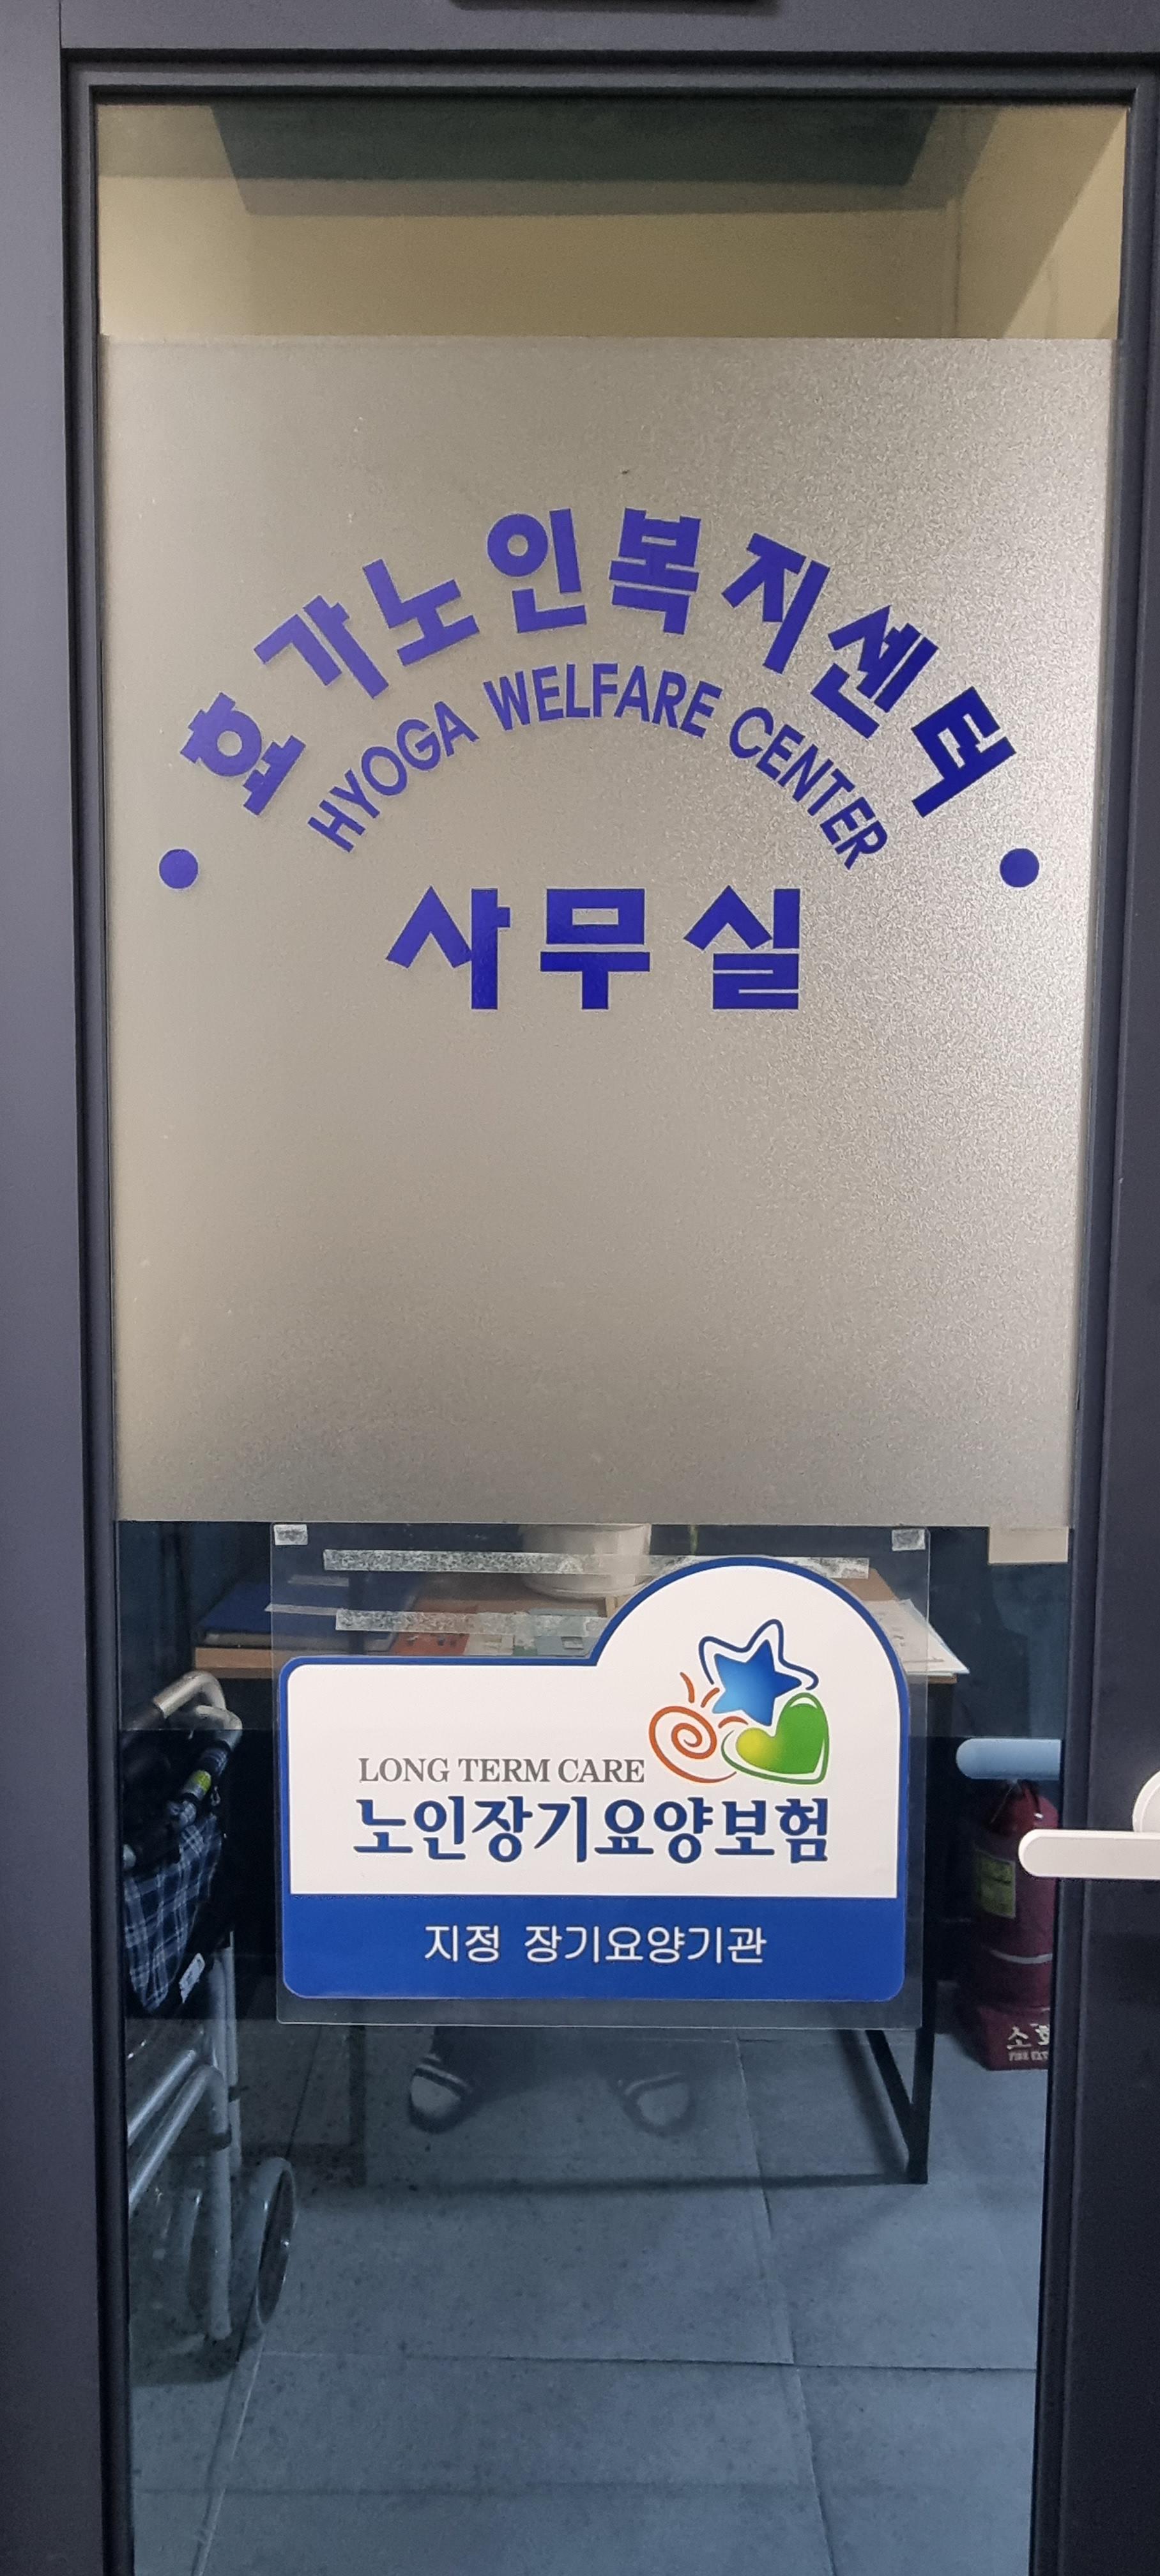 효가노인복지센터
HYOGA WELFARE CENTER
사무실
LONG TERM CARE
노인장기요양보험
지정 장기요양기관